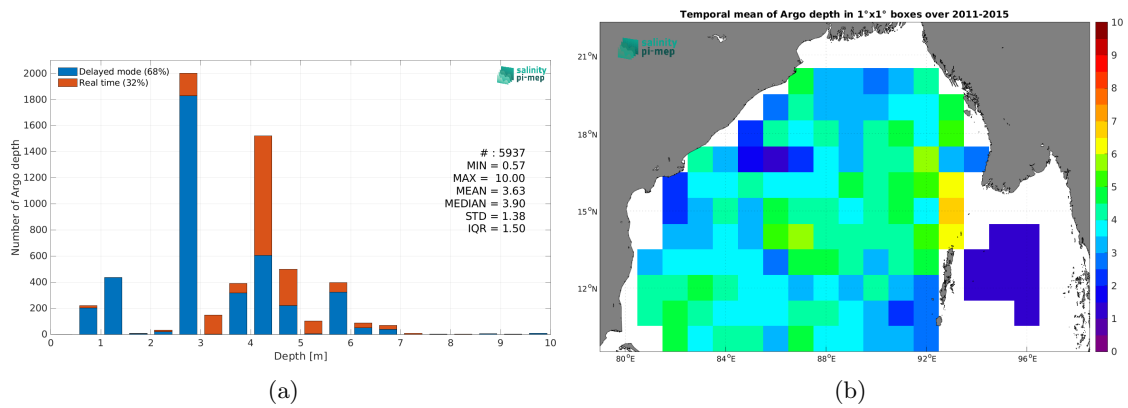 Delayed mode (68%)
Real time (32%)
salinity
pi-mep
2000
1800
1600
1400
1200
1000
800
600
400
200
0
Number of Argo depth
# : 5937
MIN = 0.57
MAX = 10.00
MEAN = 3.63
MEDIAN = 3.90
STD = 1.38
IQR = 1.50
0 1 2 3 4 5 6 7 8 9 10
Depth [m]
(a)
Temporal mean of Argo depth in 1°x1° boxes over 2011-2015
salinity
pi-mep
21°N
18°N
15°N
12°N
80°E 84°E 88°E 92°E 96°E
10
9
8
7
6
5
4
3
2
1
0
(b)